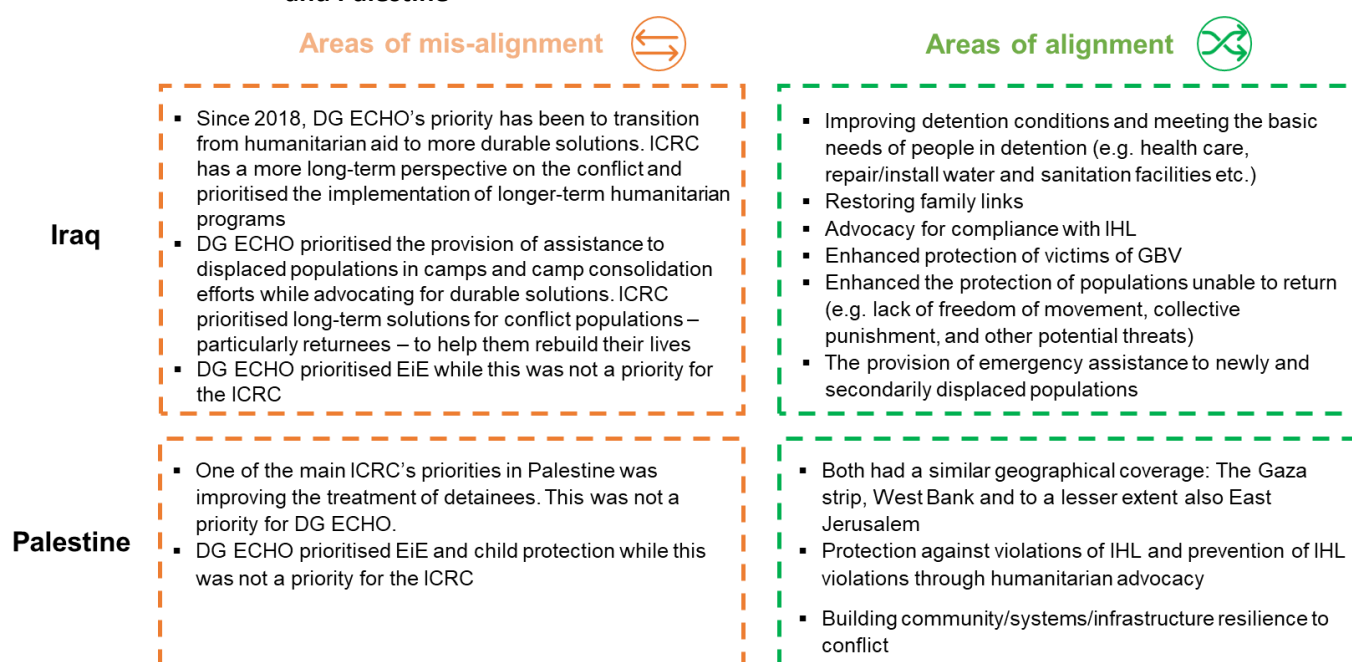 and Palestine
Areas of mis-alignment
Areas of alignment
Iraq
▪ Since 2018, DG ECHO’s priority has been to transition
from humanitarian aid to more durable solutions. ICRC
has a more long-term perspective on the conflict and
prioritised the implementation of longer-term humanitarian
programs
▪ DG ECHO prioritised the provision of assistance to
displaced populations in camps and camp consolidation
efforts while advocating for durable solutions. ICRC
prioritised long-term solutions for conflict populations –
particularly returnees – to help them rebuild their lives
▪ DG ECHO prioritised EiE while this was not a priority for
the ICRC
▪ Improving detention conditions and meeting the basic
needs of people in detention (e.g. health care,
repair/install water and sanitation facilities etc.)
▪ Restoring family links
▪ Advocacy for compliance with IHL
▪ Enhanced protection of victims of GBV
▪ Enhanced the protection of populations unable to return
(e.g. lack of freedom of movement, collective
punishment, and other potential threats)
▪ The provision of emergency assistance to newly and
secondarily displaced populations
Palestine
▪ One of the main ICRC’s priorities in Palestine was
improving the treatment of detainees. This was not a
priority for DG ECHO.
▪ DG ECHO prioritised EiE and child protection while this
was not a priority for the ICRC
▪ Both had a similar geographical coverage: The Gaza
strip, West Bank and to a lesser extent also East
Jerusalem
▪ Protection against violations of IHL and prevention of IHL
violations through humanitarian advocacy
▪ Building community/systems/infrastructure resilience to
conflict